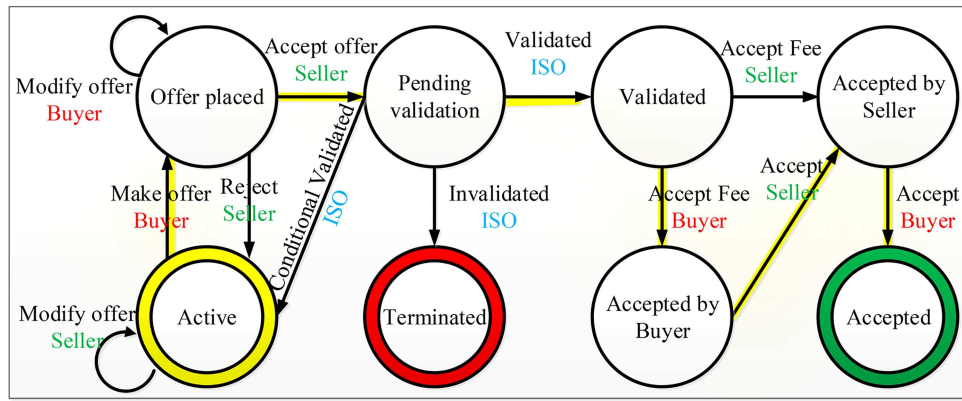 Modify offer
Buyer
Offer placed
Accept offer
Seller
Pending
validation
Validated
ISO
Validated
Accept Fee
Seller
Accepted by
Seller
Make offer
Buyer
Reject
Seller
Conditional Validated
ISO
Invalidated
ISO
Accept Fee
Buyer
Accept
Seller
Accept
Buyer
Modify offer
Seller
Active
Terminated
Accepted by
Buyer
Accepted